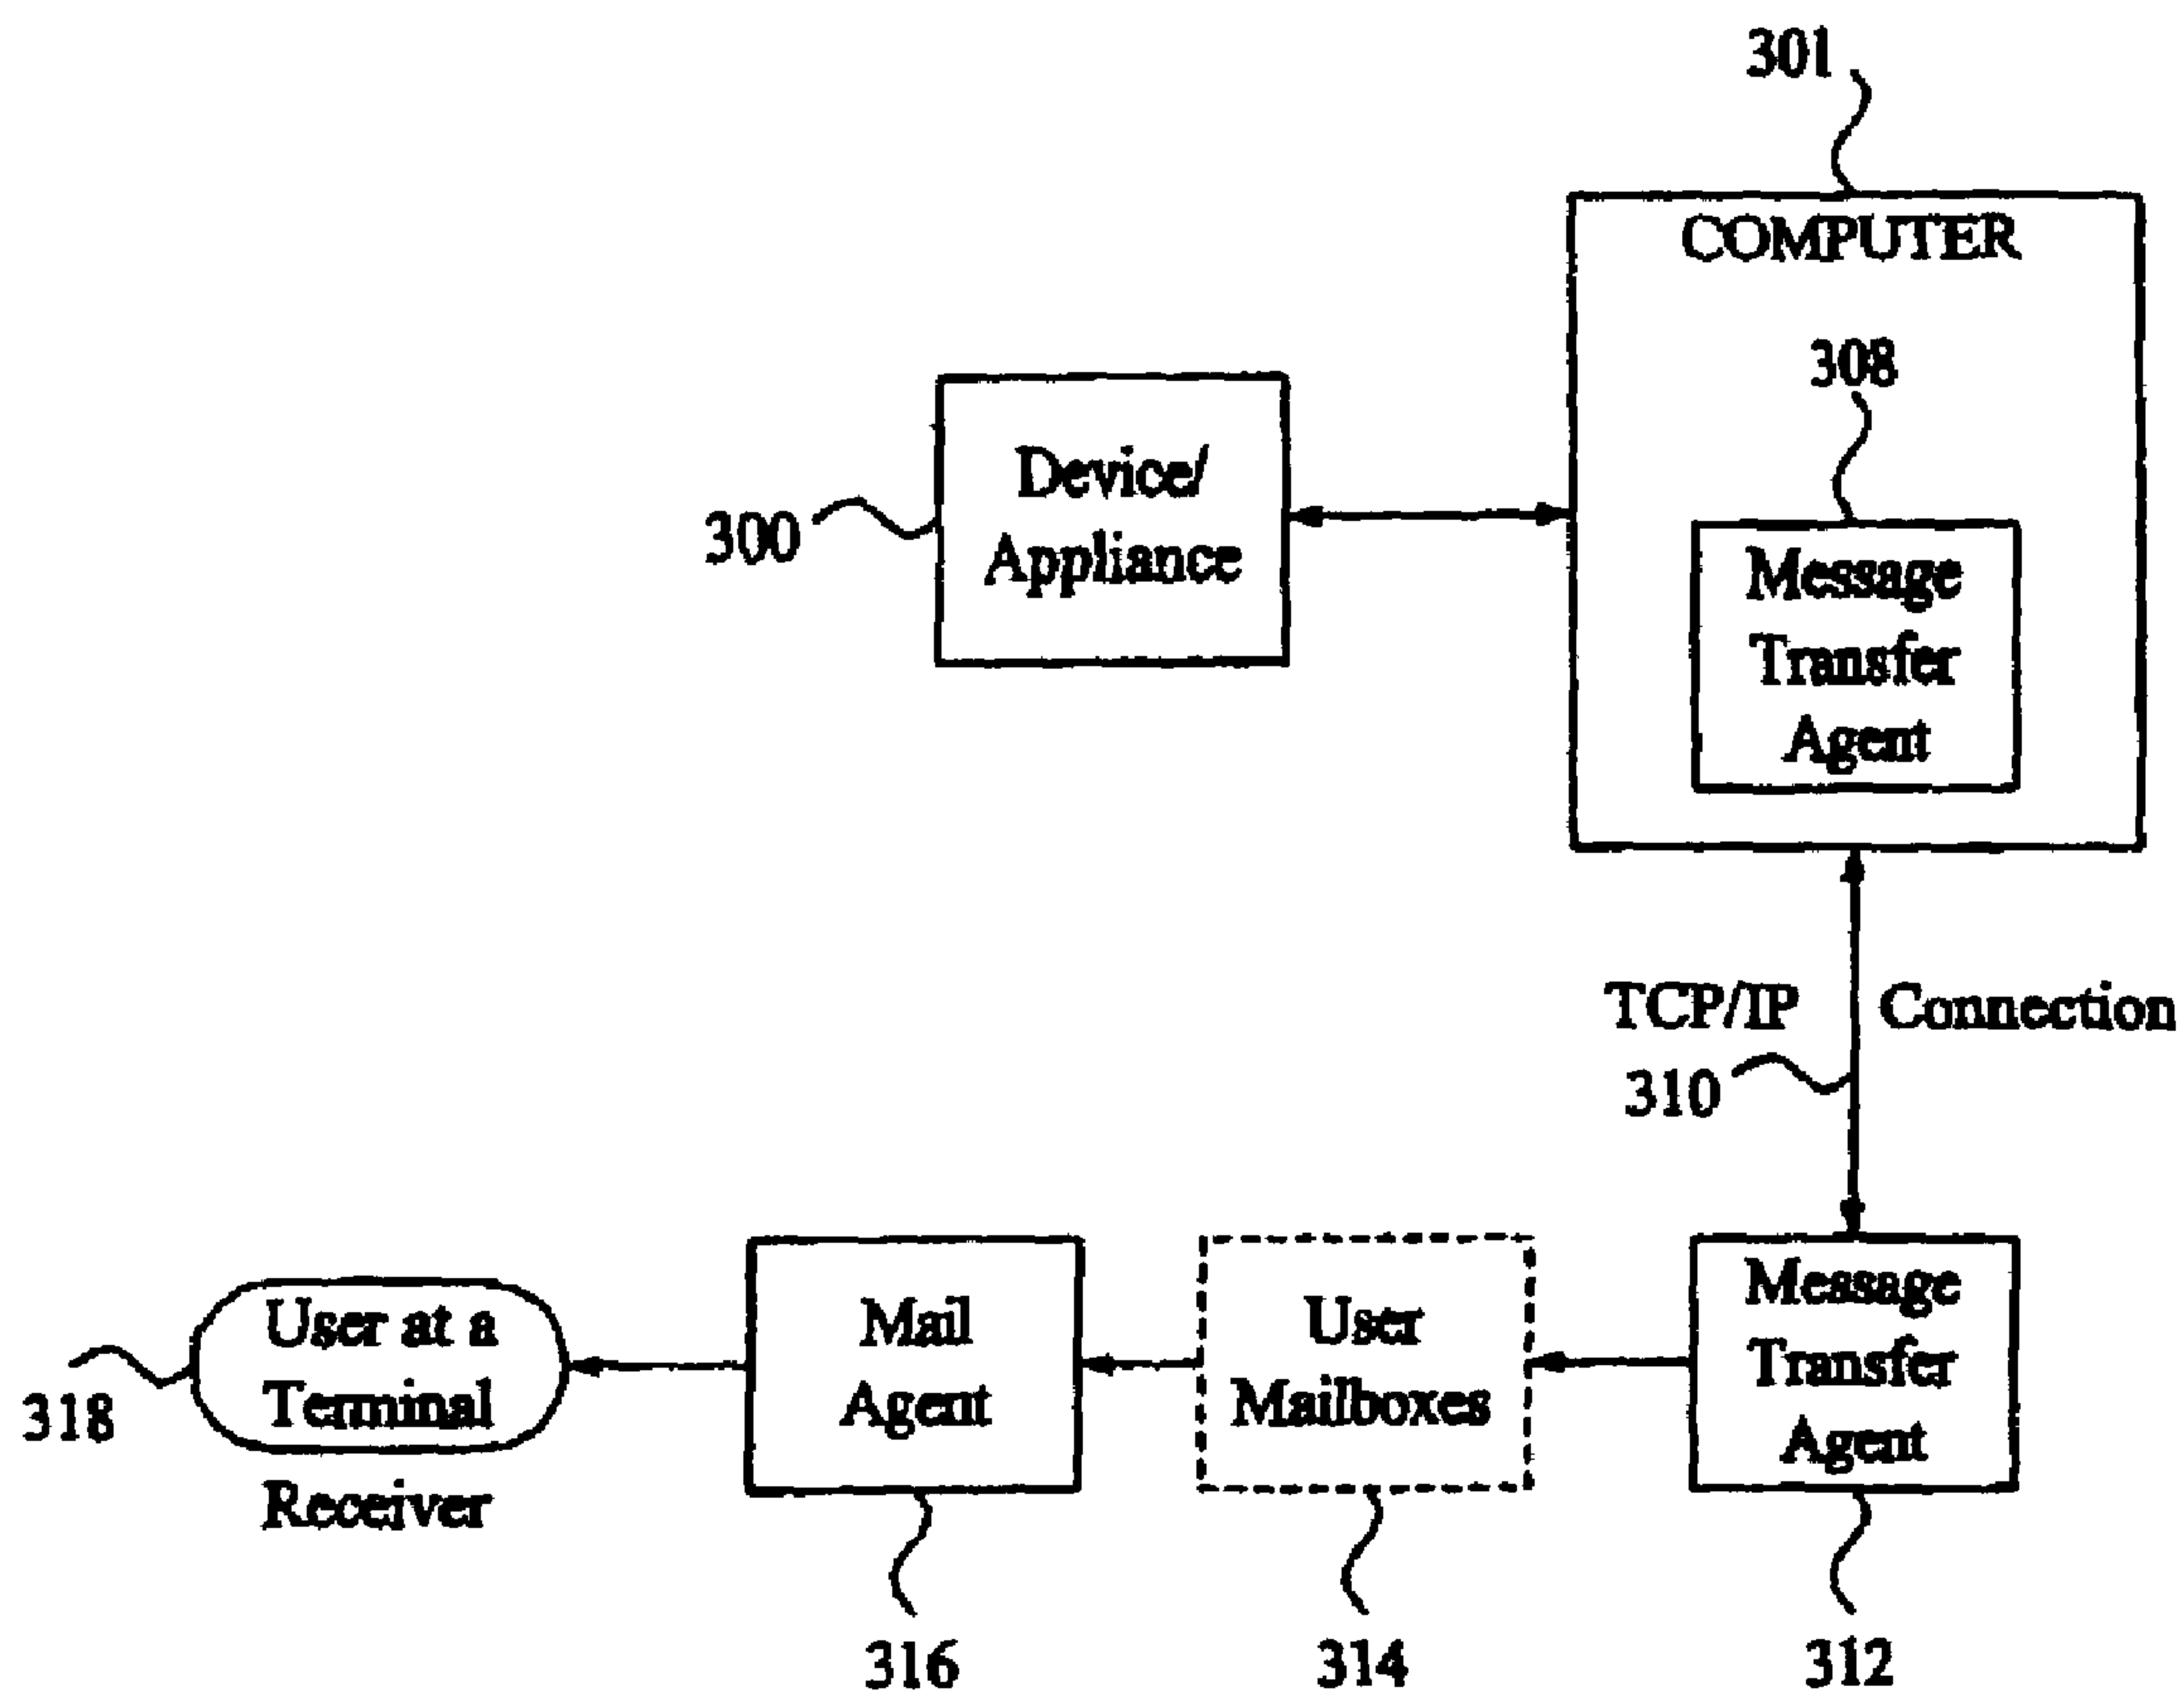 301
COMPUTER
308
Device/
Appliance
300
Message
Transfer
Agent
TCP/IP Connection
310
User at a
Terminal
Receiver
318
Mail
Agent
316
User
Mailboxes
314
Message
Transfer
Agent
312